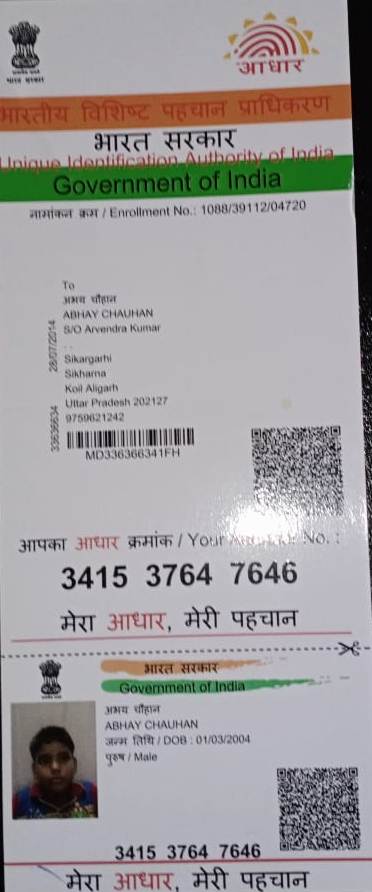 भारत सरकार
आधार
भारतीय विशिष्ट पहचान प्राधिकरण
भारत सरकार
Unique Identification Authority of India
Government of India
नामांकन क्रम / Enrollment No.: 1088/39112/04720
To
अभय चौहान
ABHAY CHAUHAN
S/O Arvendra Kumar
Sikargarhi
Sikharna
Koil Aligarh
Uttar Pradesh 202127
9759621242
33636634 28/07/2014
MD336366341FH
आपका आधार क्रमांक / Your No. :
3415 3764 7646
मेरा आधार, मेरी पहचान
भारत सरकार
Government of India
अभय चौहान
ABHAY CHAUHAN
जन्म तिथि / DOB : 01/03/2004
पुरुष / Male
3415 3764 7646
मेरा आधार, मेरी पहचान